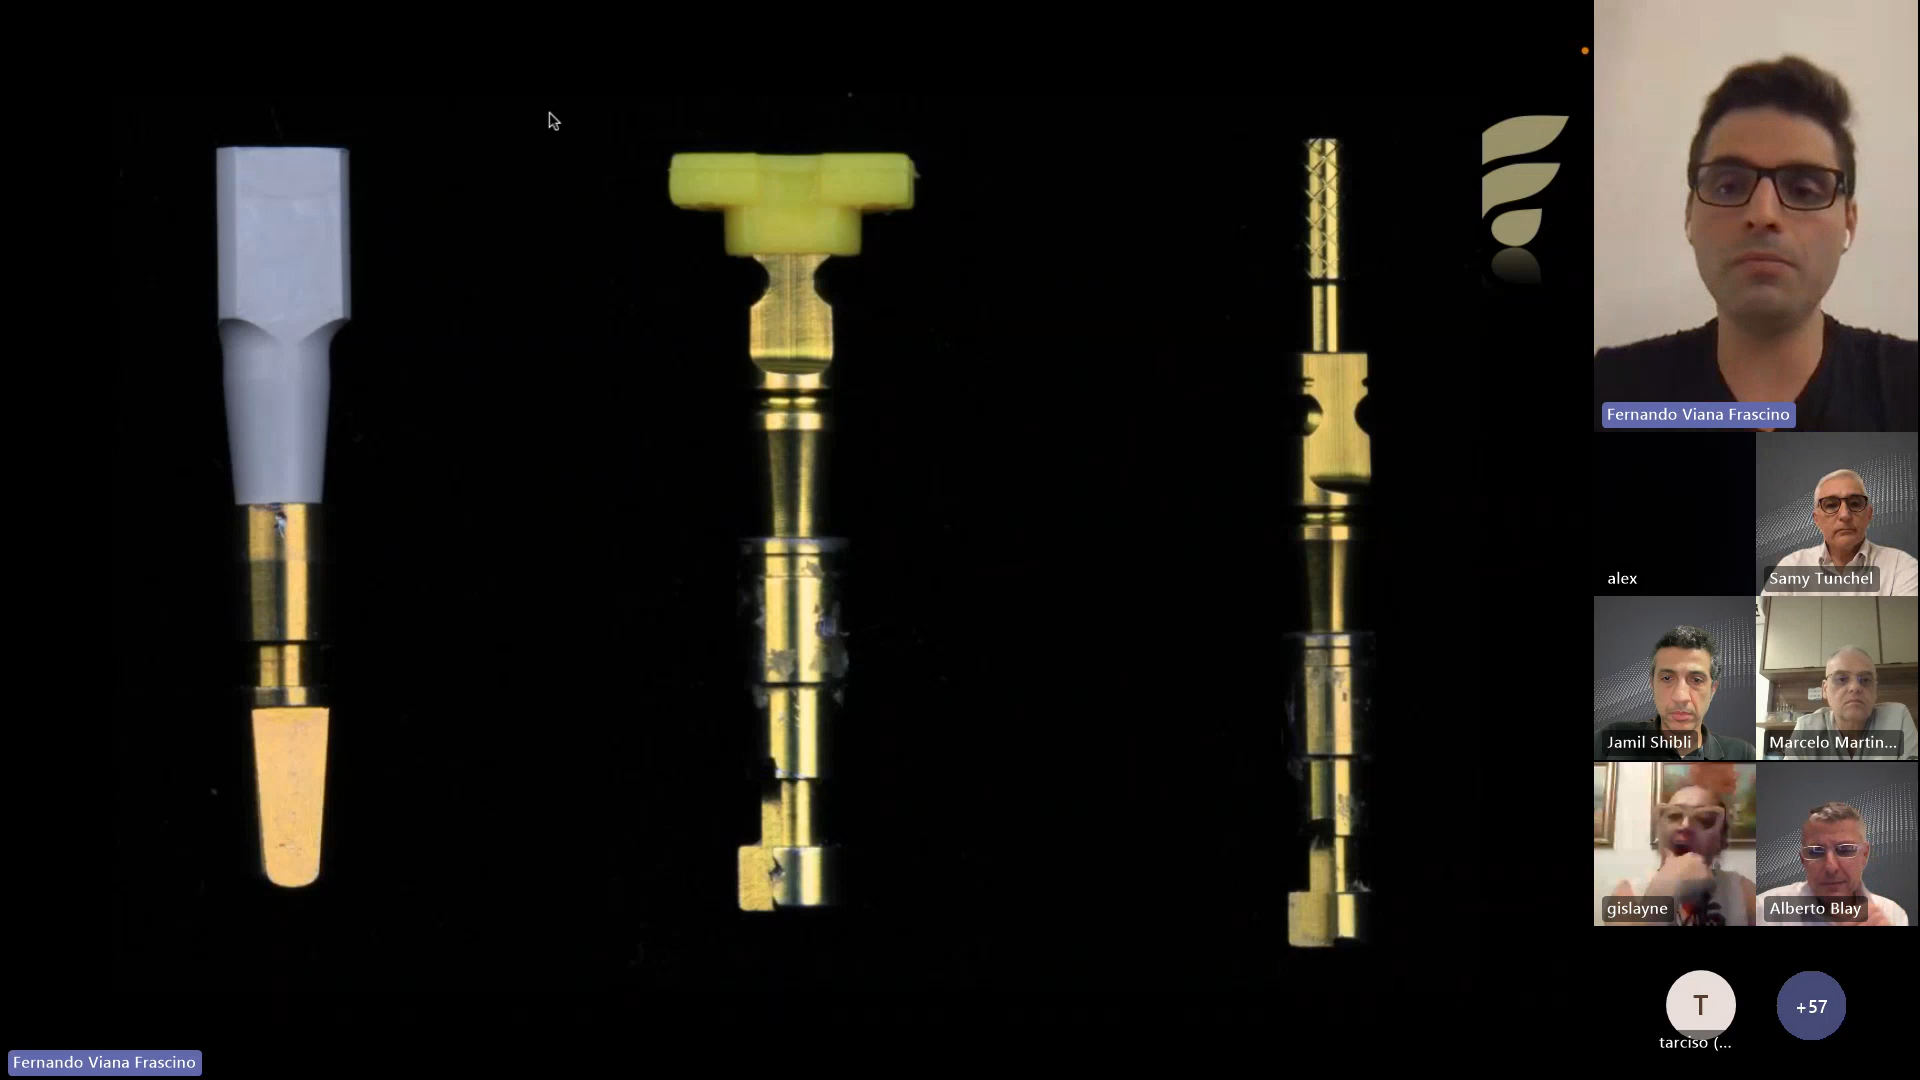 Fernando Viana Frascino
alex
Samy Tunchel
Jamil Shibli
Marcelo Martin...
gislayne
Alberto Blay
T
+57
tarciso (...
Fernando Viana Frascino